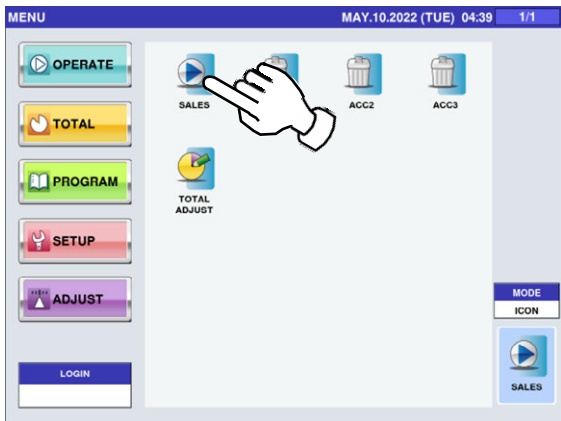 MENU
MAY.10.2022 (TUE) 04:39
1/1
OPERATE
TOTAL
PROGRAM
SETUP
ADJUST
LOGIN
SALES
ACC2
ACC3
TOTAL
ADJUST
MODE
ICON
SALES